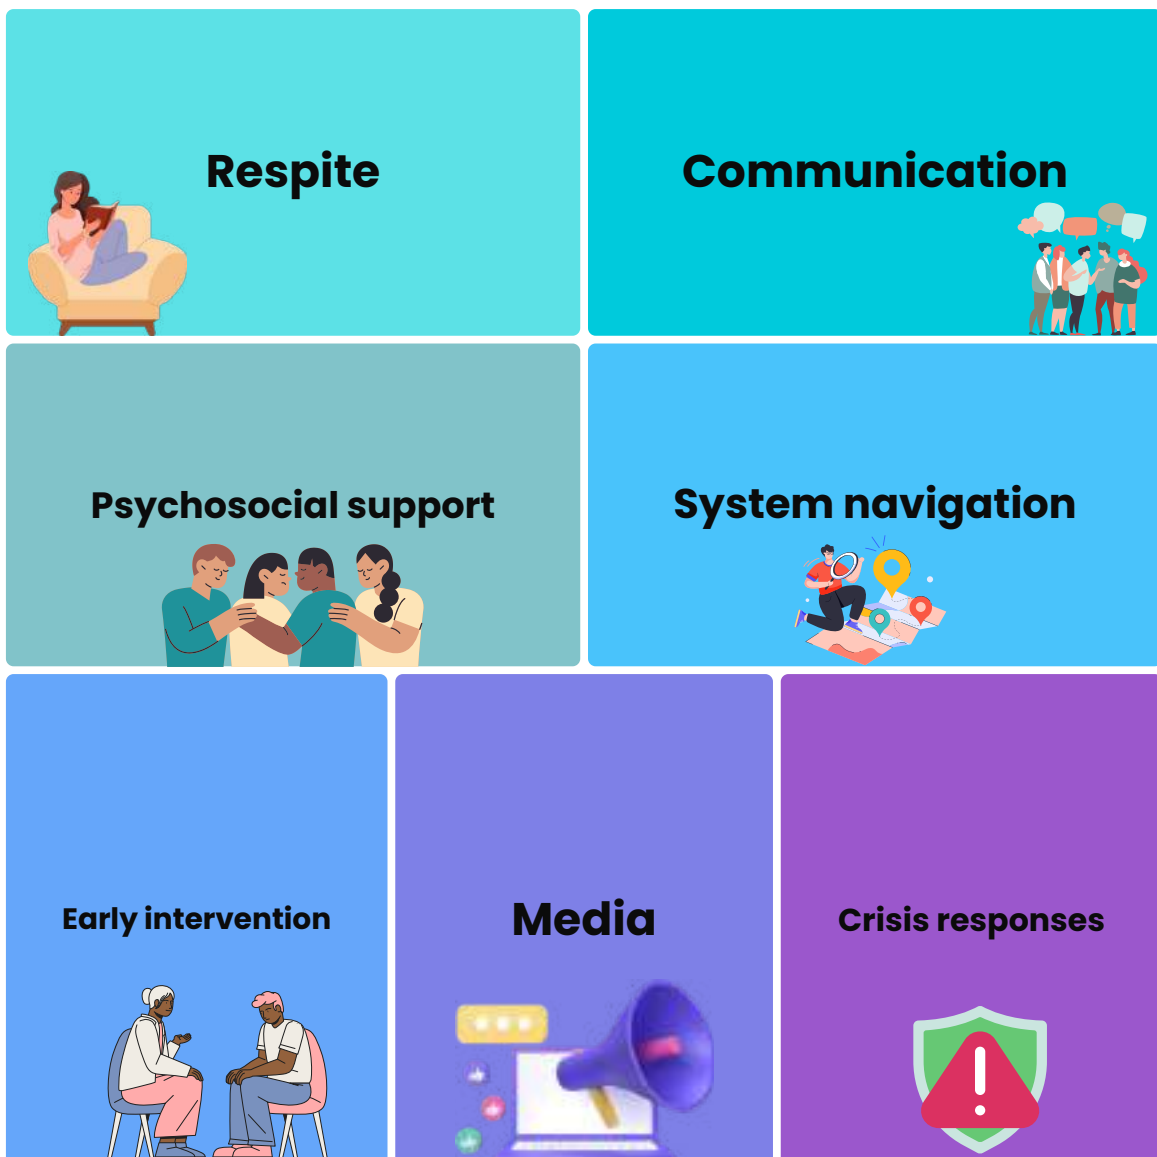 Respite
Communication
Psychosocial support
System navigation
Early intervention
Media
Crisis responses